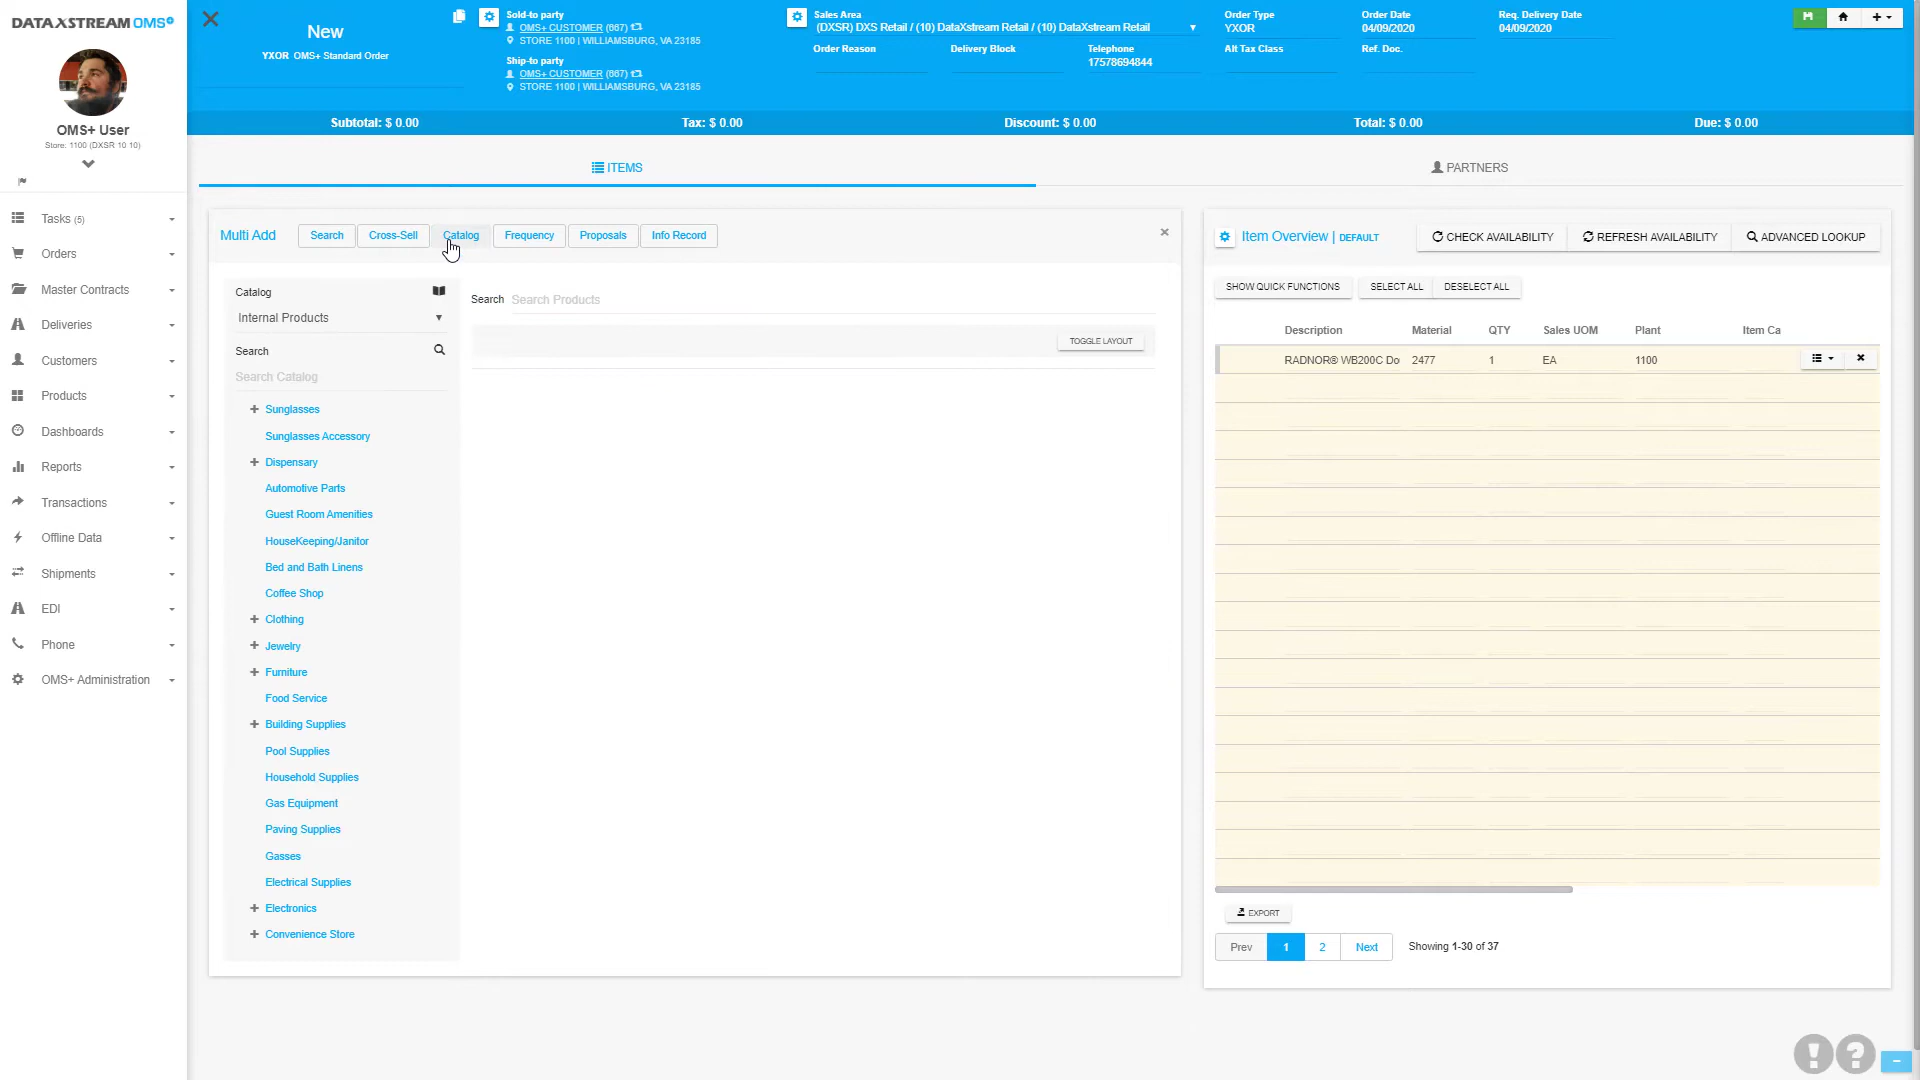 DATAXSTREAM OMS+
OMS+ User
Store: 1100 (DXSR 10 10)
Tasks (5)
Orders
Master Contracts
Deliveries
Customers
Products
Dashboards
Reports
Transactions
Offline Data
Shipments
EDI
Phone
OMS+ Administration
New
YXOR OMS+ Standard Order
Sold-to party
OMS+ CUSTOMER (667)
STORE 1100 | WILLIAMSBURG, VA 23185
Ship-to party
OMS+ CUSTOMER (667)
STORE 1100 | WILLIAMSBURG, VA 23185
Sales Area
(DXSR) DXS Retail / (10) DataXstream Retail / (10) DataXstream Retail
Order Reason
Delivery Block
Telephone
17578694844
Order Type
YXOR
Alt Tax Class
Order Date
04/09/2020
Ref. Doc.
Req. Delivery Date
04/09/2020
Subtotal: $ 0.00 Tax: $ 0.00 Discount: $ 0.00 Total: $ 0.00 Due: $ 0.00
ITEMS PARTNERS
Multi Add Search Cross-Sell Catalog Frequency Proposals Info Record
Catalog
Internal Products
Search
Search Catalog
Sunglasses
Sunglasses Accessory
Dispensary
Automotive Parts
Guest Room Amenities
HouseKeeping/Janitor
Bed and Bath Linens
Coffee Shop
Clothing
Jewelry
Furniture
Food Service
Building Supplies
Pool Supplies
Household Supplies
Gas Equipment
Paving Supplies
Gasses
Electrical Supplies
Electronics
Convenience Store
Search Search Products
TOGGLE LAYOUT
Item Overview | DEFAULT CHECK AVAILABILITY REFRESH AVAILABILITY ADVANCED LOOKUP
SHOW QUICK FUNCTIONS SELECT ALL DESELECT ALL
Description Material QTY Sales UOM Plant Item Ca
RADNOR® WB200C Do 2477 1 EA 1100
EXPORT
Prev 1 2 Next Showing 1-30 of 37